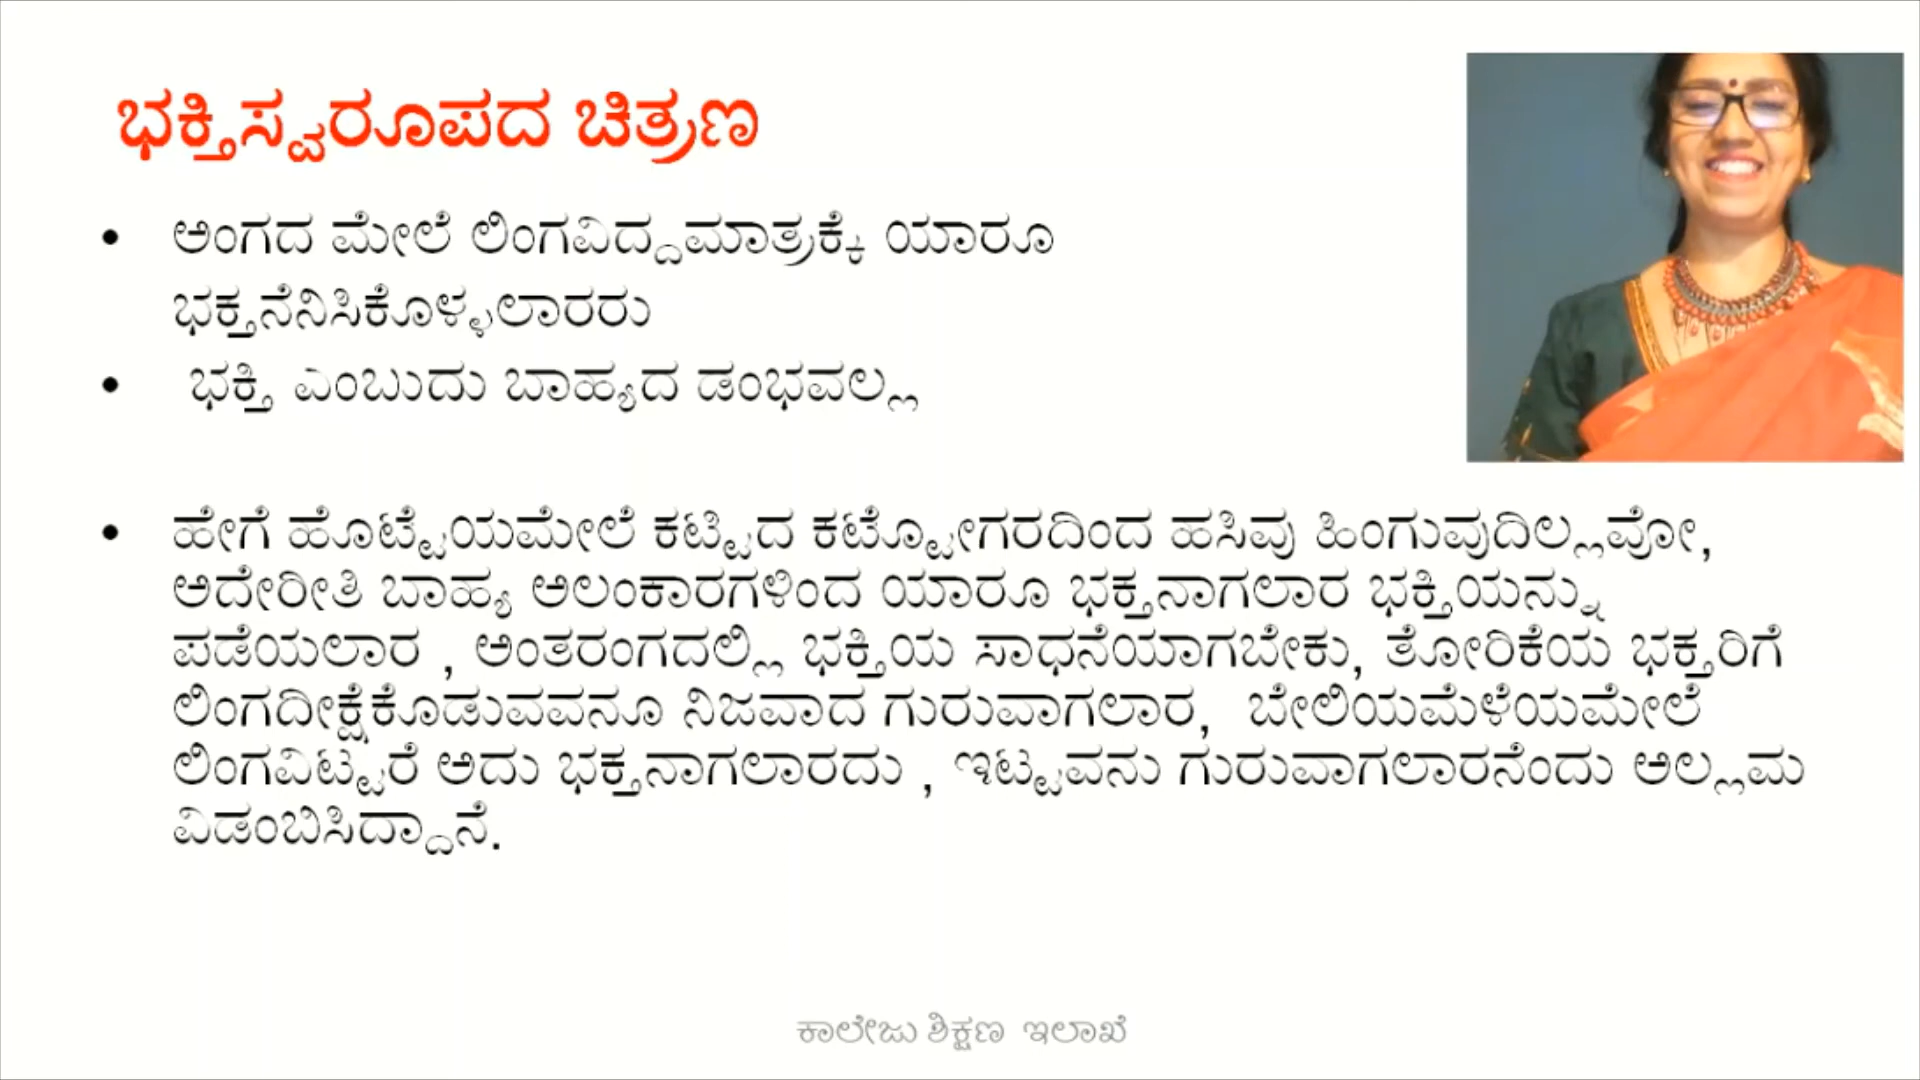 ಭಕ್ತಿಸ್ವರೂಪದ ಚಿತ್ರಣ
• ಅಂಗದ ಮೇಲೆ ಲಿಂಗವಿದ್ದಮಾತ್ರಕ್ಕೆ ಯಾರೂ
ಭಕ್ತನೆನಿಸಿಕೊಳ್ಳಲಾರರು
• ಭಕ್ತಿ ಎಂಬುದು ಬಾಹ್ಯದ ಡಂಭವಲ್ಲ
• ಹೇಗೆ ಹೊಟ್ಟೆಯಮೇಲೆ ಕಟ್ಟಿದ ಕಟ್ಟೋಗರದಿಂದ ಹಸಿವು ಹಿಂಗುವುದಿಲ್ಲವೋ,
ಅದೇರೀತಿ ಬಾಹ್ಯ ಅಲಂಕಾರಗಳಿಂದ ಯಾರೂ ಭಕ್ತನಾಗಲಾರ ಭಕ್ತಿಯನ್ನು
ಪಡೆಯಲಾರ , ಅಂತರಂಗದಲ್ಲಿ ಭಕ್ತಿಯ ಸಾಧನೆಯಾಗಬೇಕು, ತೋರಿಕೆಯ ಭಕ್ತರಿಗೆ
ಲಿಂಗದೀಕ್ಷೆಕೊಡುವವನೂ ನಿಜವಾದ ಗುರುವಾಗಲಾರ, ಬೇಲಿಯಮೆಳೆಯಮೇಲೆ
ಲಿಂಗವಿಟ್ಟರೆ ಅದು ಭಕ್ತನಾಗಲಾರದು , ಇಟ್ಟವನು ಗುರುವಾಗಲಾರನೆಂದು ಅಲ್ಲಮ
ವಿಡಂಬಿಸಿದ್ದಾನೆ.
ಕಾಲೇಜು ಶಿಕ್ಷಣ ಇಲಾಖೆ